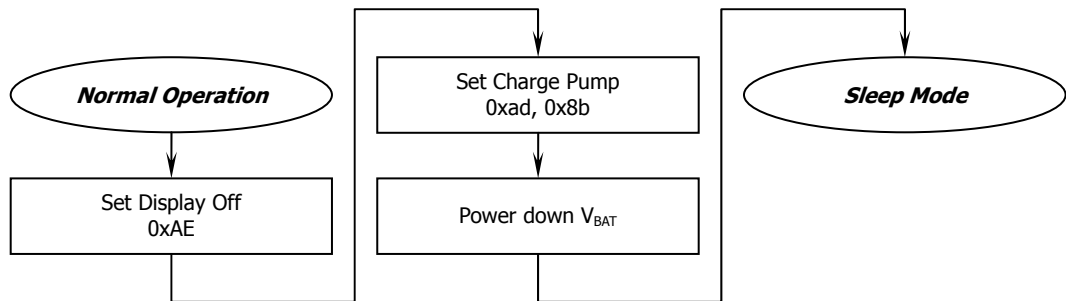 Normal Operation
Set Display Off
0xAE
Set Charge Pump
0xad, 0x8b
Power down VBAT
Sleep Mode